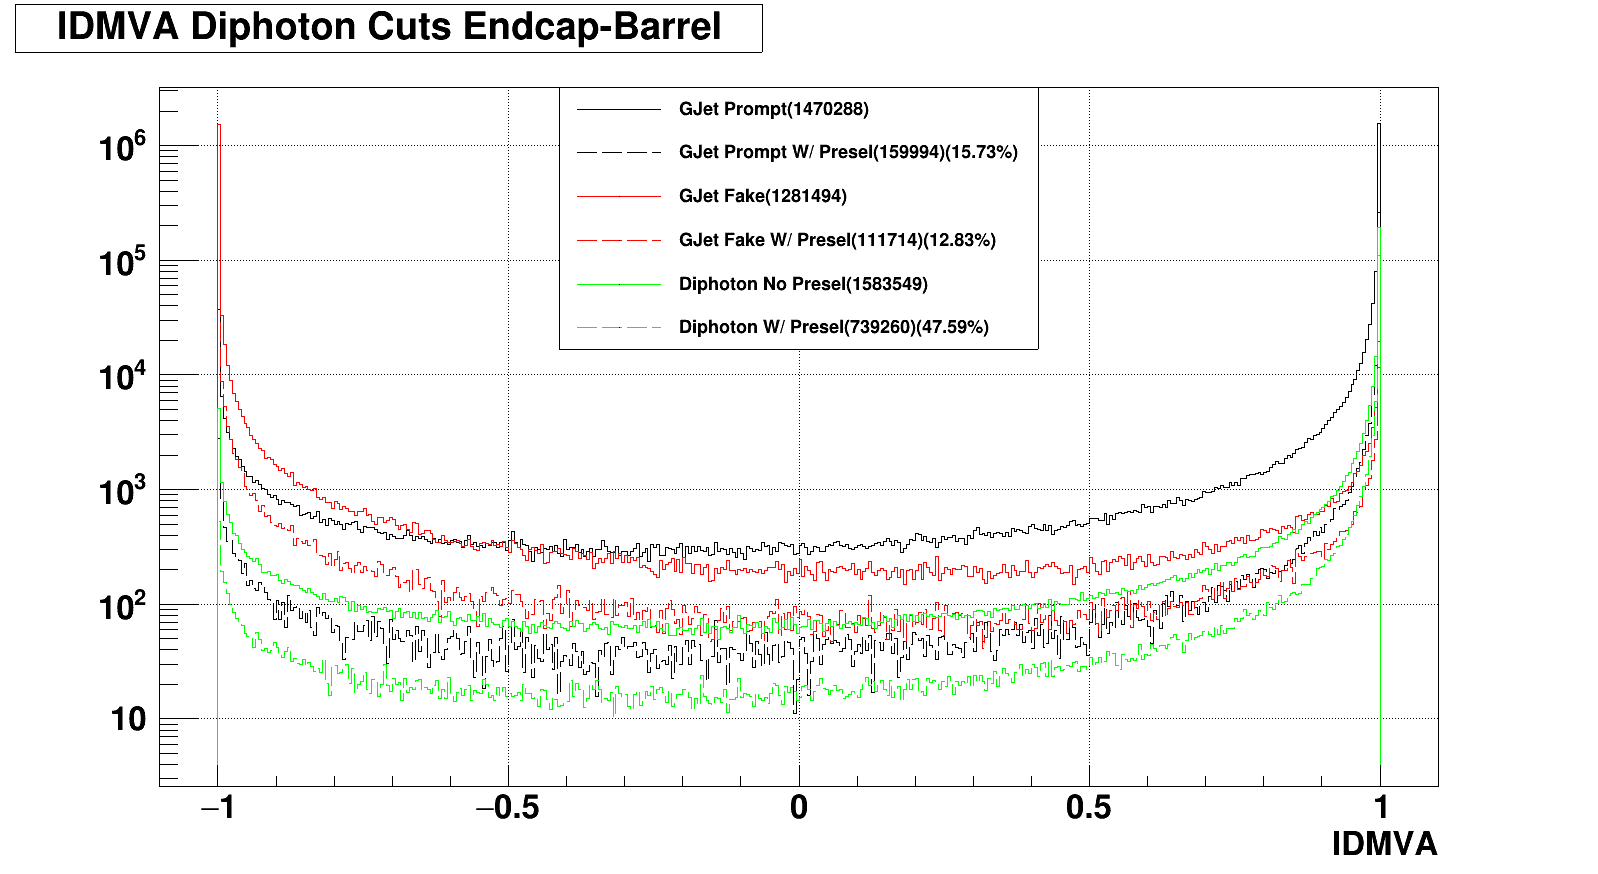 IDMVA Diphoton Cuts Endcap-Barrel
GJet Prompt(1470288)
GJet Prompt W/ Presel(159994)(15.73%)
GJet Fake(1281494)
GJet Fake W/ Presel(111714)(12.83%)
Diphoton No Presel(1583549)
Diphoton W/ Presel(739260)(47.59%)
10^6
10^5
10^4
10^3
10^2
10
−1 −0.5 0 0.5 1
IDMVA